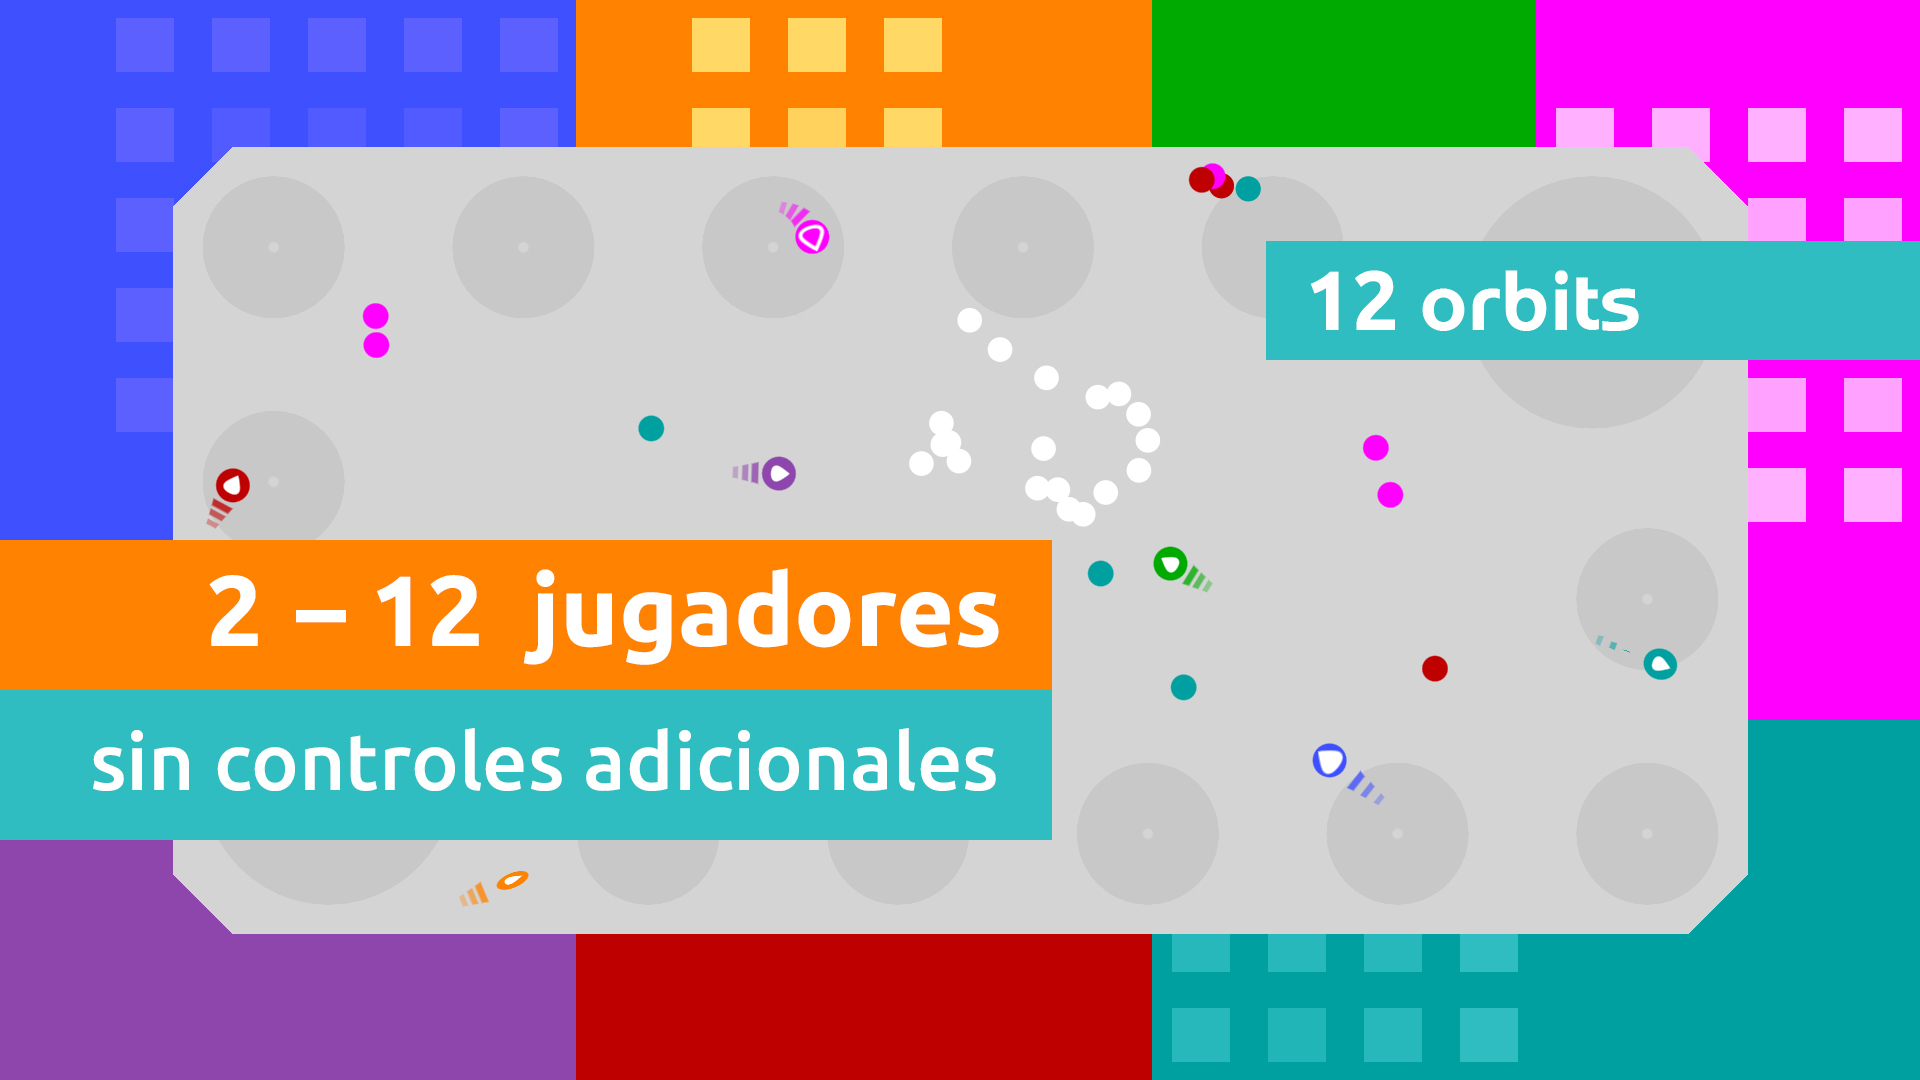 12 orbits
2 – 12 jugadores
sin controles adicionales